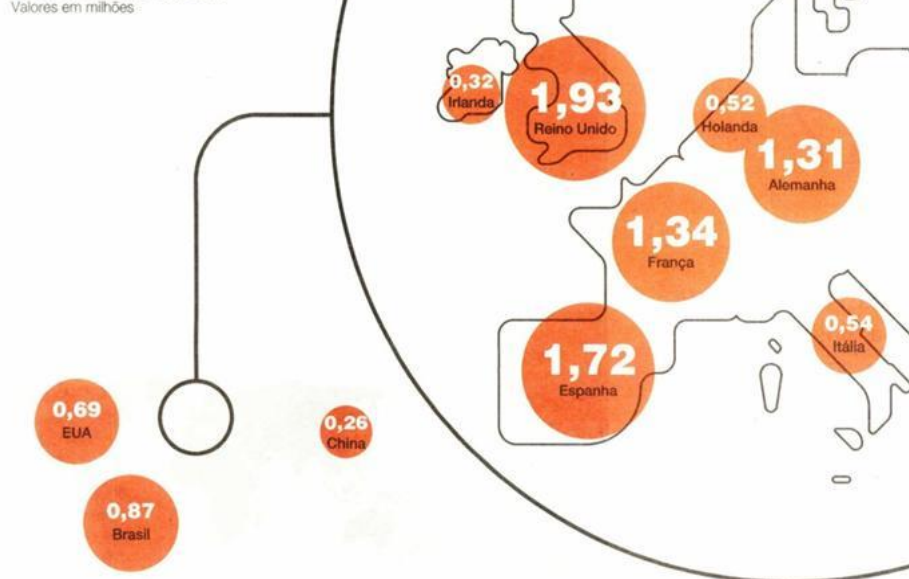 Valores em milhões
0,32
Irlanda
1,93
Reino Unido
0,52
Holanda
1,31
Alemanha
1,34
França
1,72
Espanha
0,54
Itália
0,69
EUA
0,26
China
0,87
Brasil